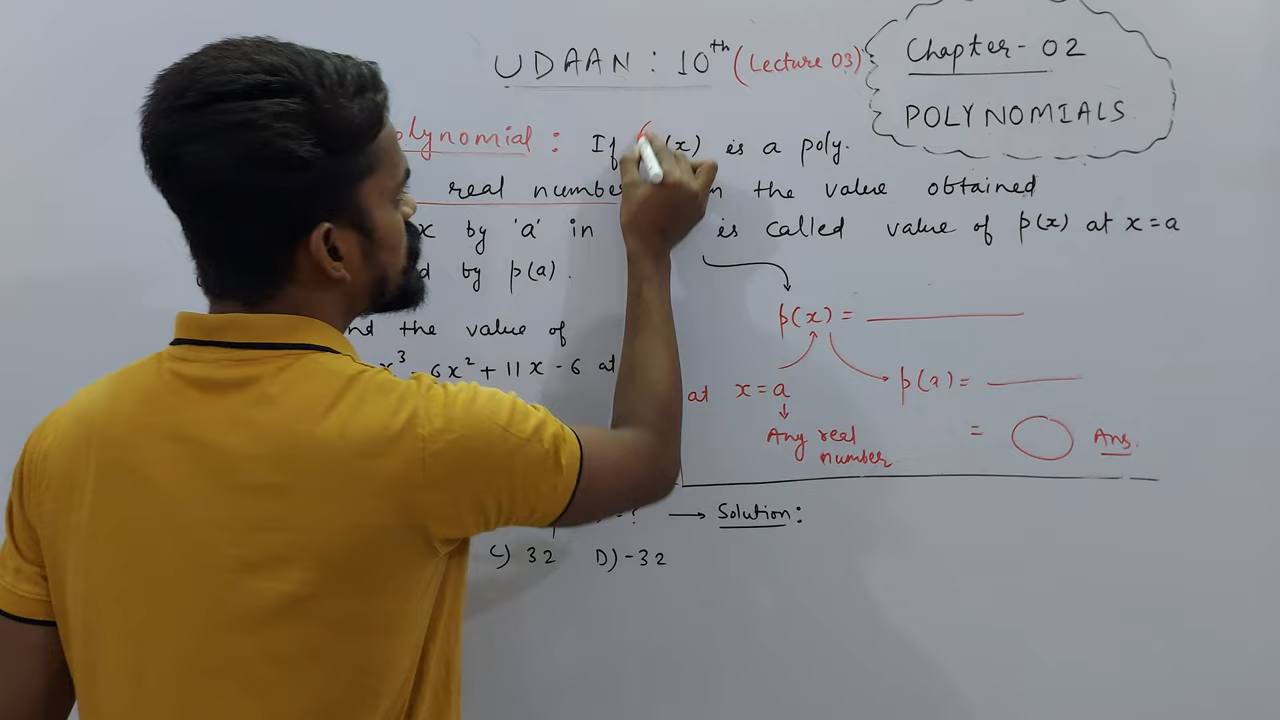 UDAAN : 10th (Lecture 03)
Chapter - 02
POLYNOMIALS
olynomial : If (x) is a poly.
real numbe the value obtained
x by 'a' in is called value of p(x) at x=a
d by p(a).
p(x) =
nd the value of
x³ - 6x² + 11x - 6 at
at x=a
p(a) =
Any real
number
= Ans.
? → Solution :
C) 32 D) -32